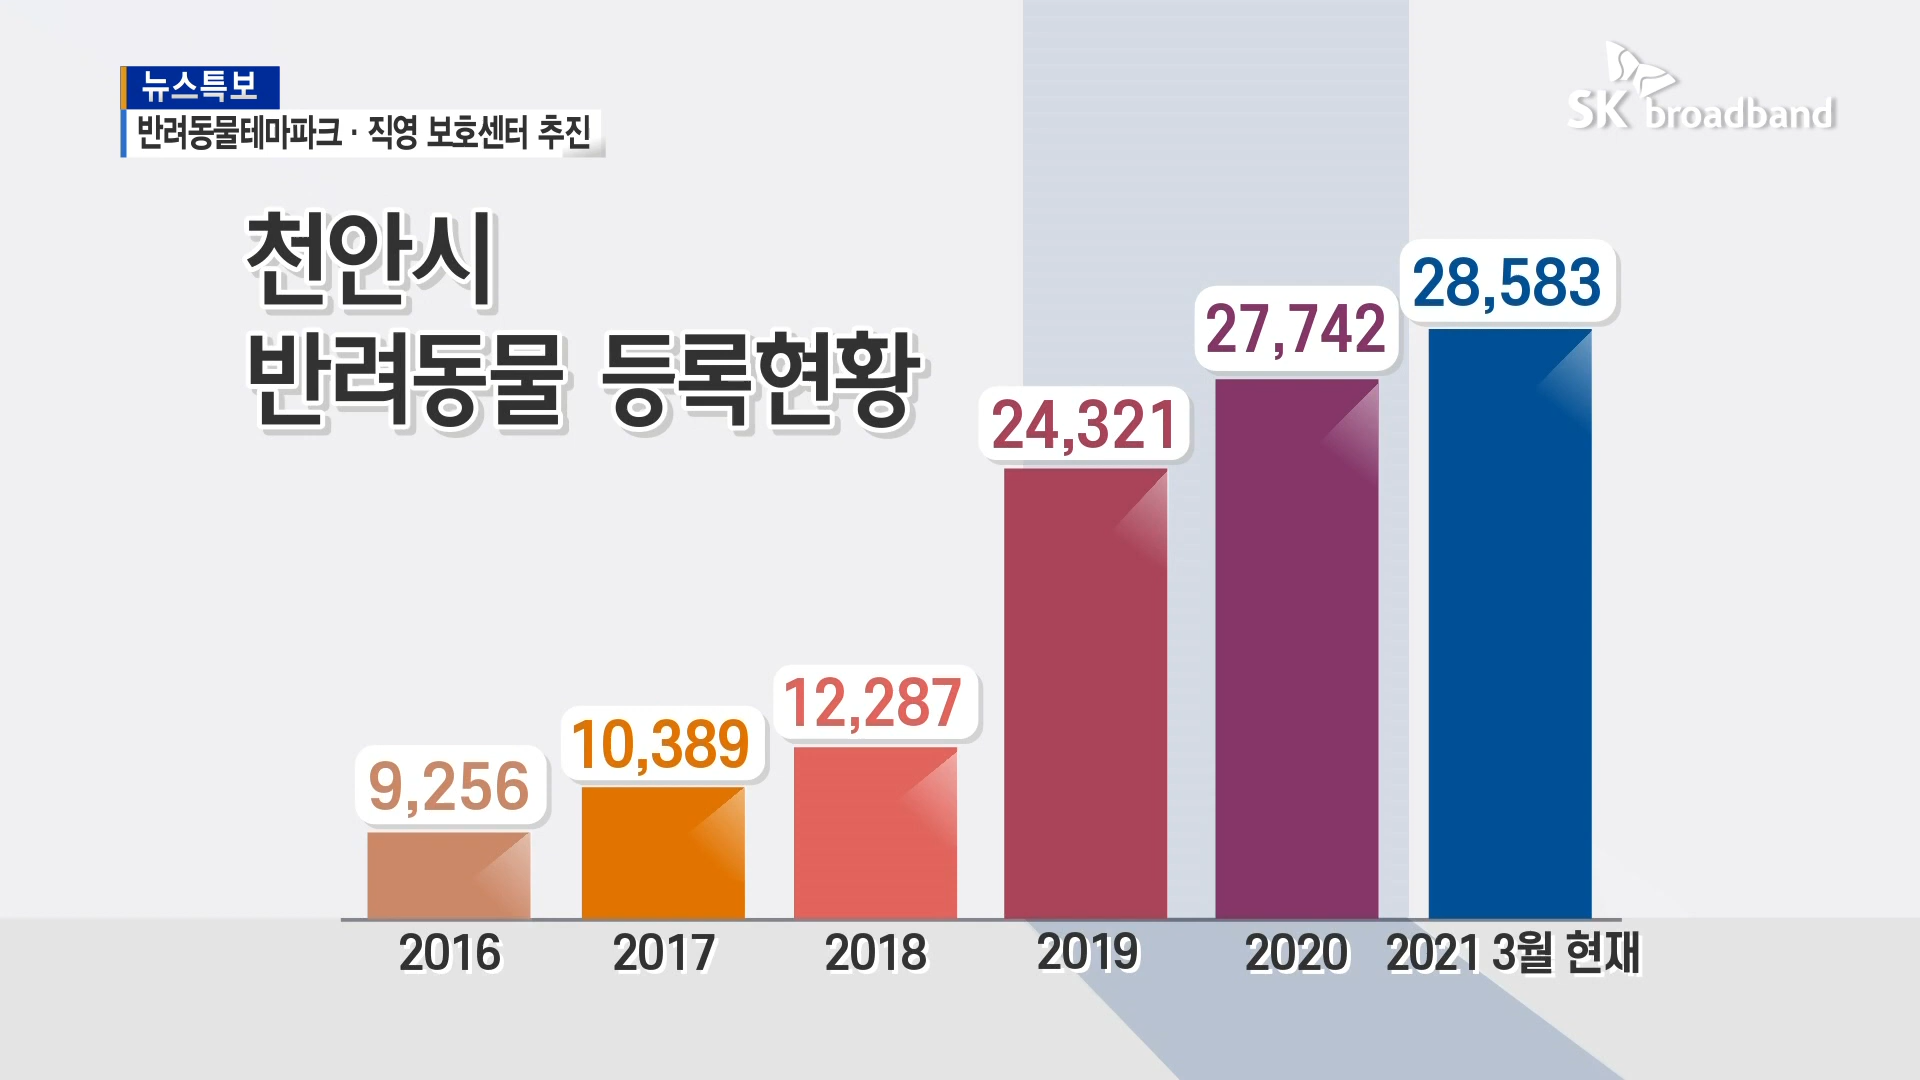 뉴스특보
반려동물테마파크 · 직영 보호센터 추진
SK broadband
천안시
반려동물 등록현황
9,256
10,389
12,287
24,321
27,742
28,583
2016
2017
2018
2019
2020
2021 3월 현재